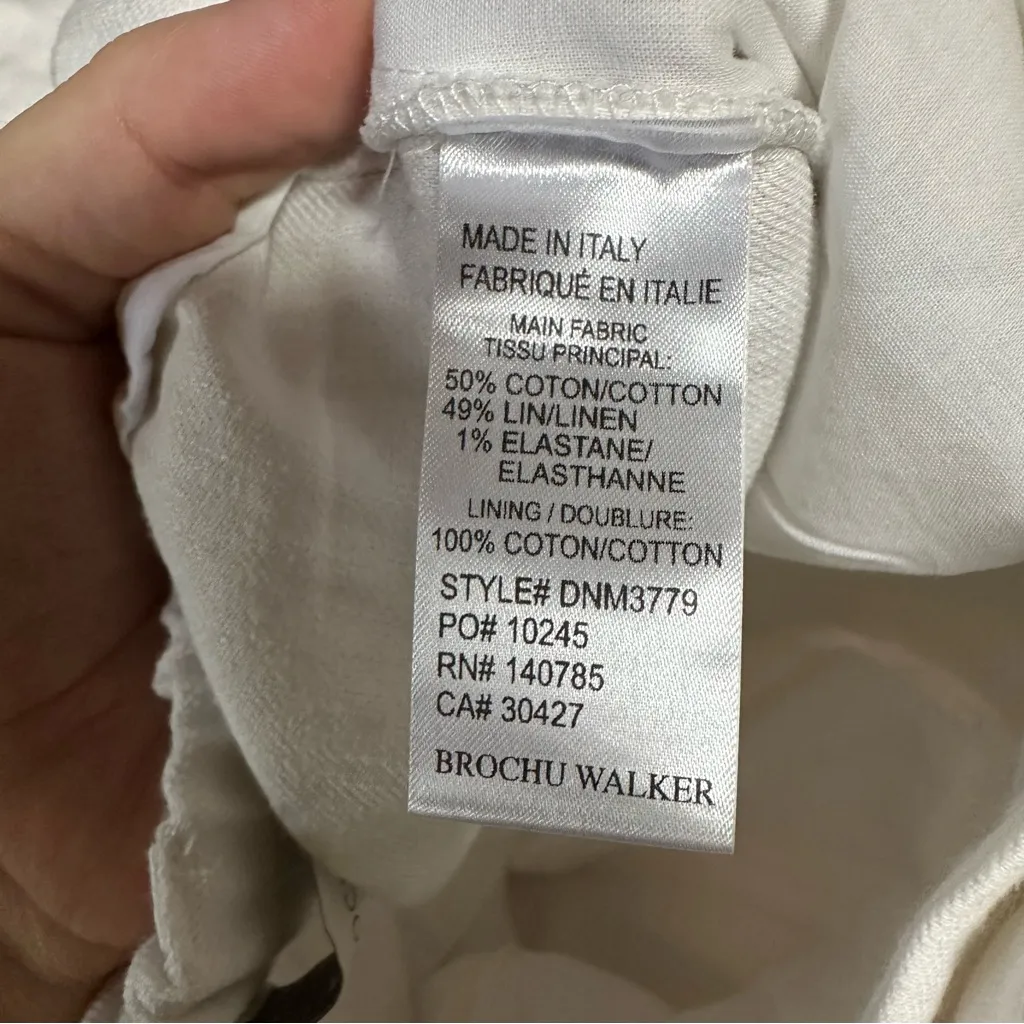 MADE IN ITALY
FABRIQUÉ EN ITALIE
MAIN FABRIC
TISSU PRINCIPAL:
50% COTON/COTTON
49% LIN/LINEN
1% ELASTANE/
ELASTHANNE
LINING / DOUBLURE:
100% COTON/COTTON
STYLE# DNM3779
PO# 10245
RN# 140785
CA# 30427
BROCHU WALKER